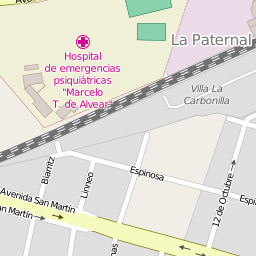 La Paternal
Hospital
de emergencias
psiquiátricas
"Marcelo
T. de Alvear"
Villa La
Carbonilla
Biarritz
Linneo
Espinosa
12 de Octubre
Avenida San Martín
San Martín